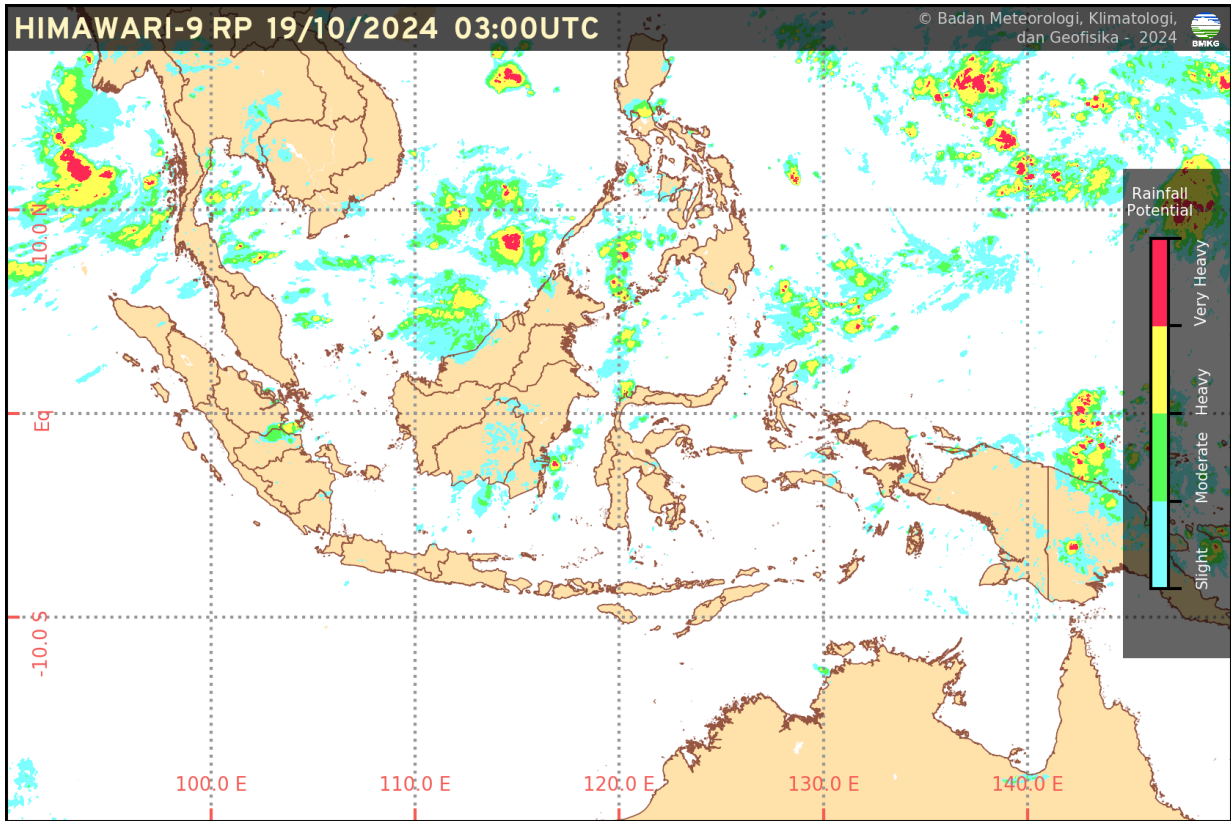 HIMAWARI-9 RP 19/10/2024 03:00UTC
© Badan Meteorologi, Klimatologi,
dan Geofisika - 2024
BMKG
Rainfall
Potential
Very Heavy
Heavy
Moderate
Slight
10.0 N
Eq
-10.0 S
100.0 E
110.0 E
120.0 E
130.0 E
140.0 E